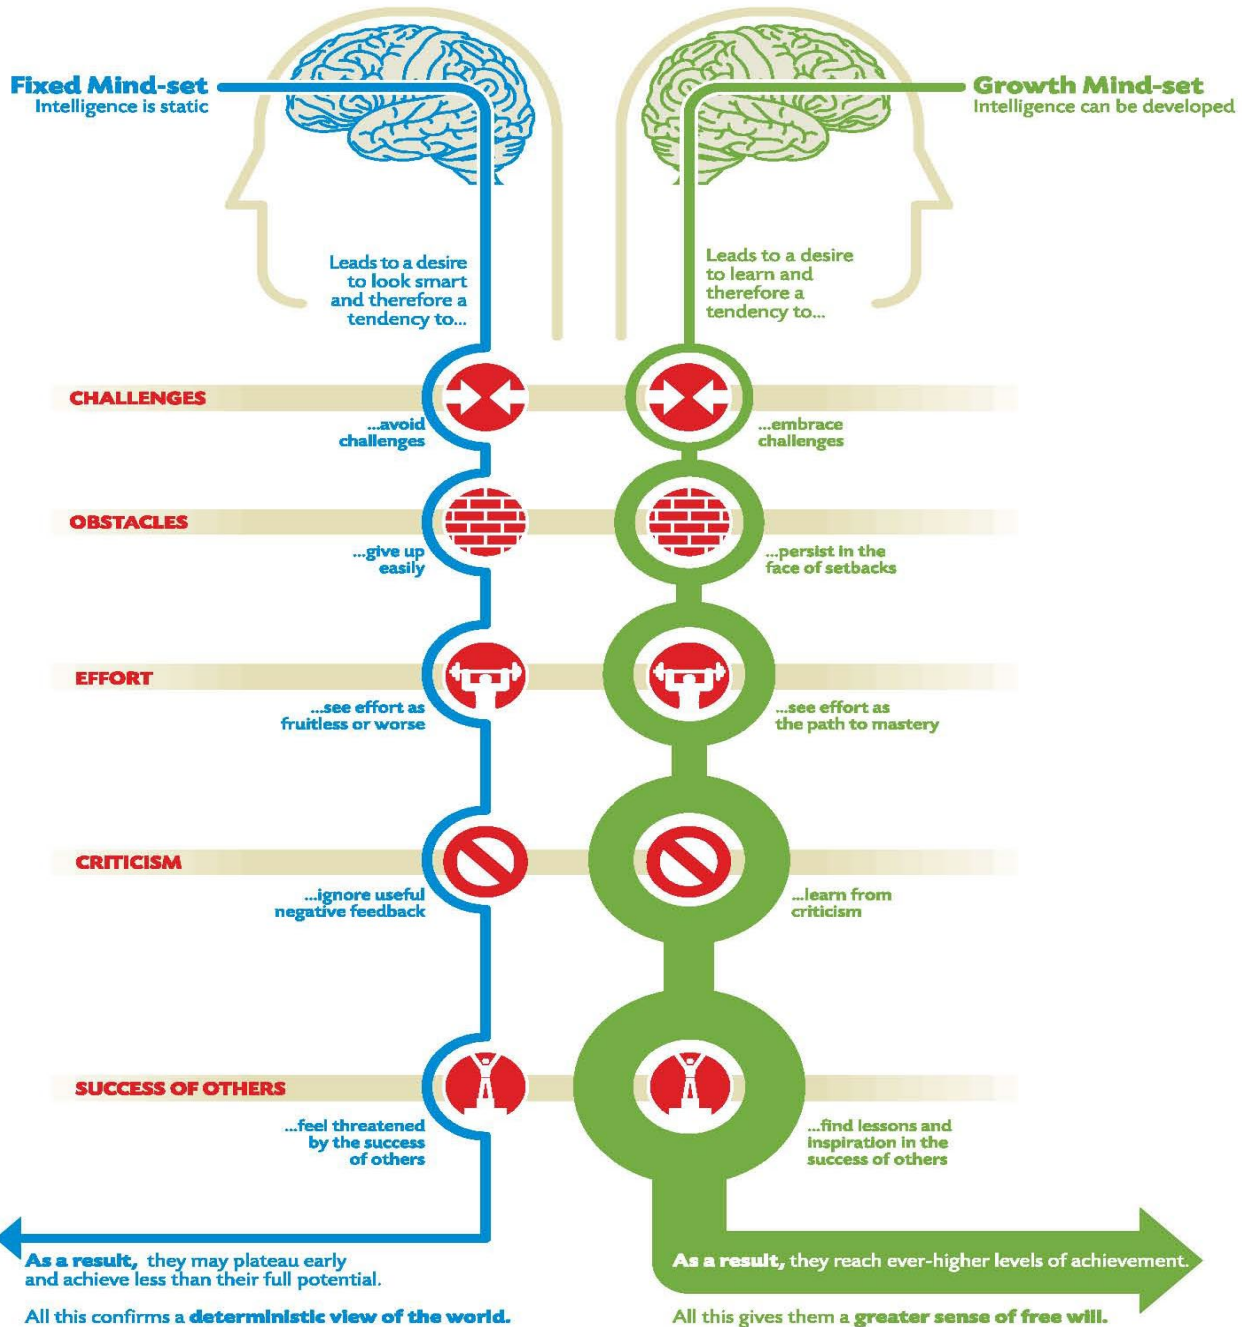 Fixed Mind-set
Intelligence is static
Growth Mind-set
Intelligence can be developed
Leads to a desire
to look smart
and therefore a
tendency to...
Leads to a desire
to learn and
therefore a
tendency to...
CHALLENGES
...avoid
challenges
...embrace
challenges
OBSTACLES
...give up
easily
...persist in the
face of setbacks
EFFORT
...see effort as
fruitless or worse
...see effort as
the path to mastery
CRITICISM
...ignore useful
negative feedback
...learn from
criticism
SUCCESS OF OTHERS
...feel threatened
by the success
of others
...find lessons and
inspiration in the
success of others
As a result, they may plateau early
and achieve less than their full potential.
All this confirms a deterministic view of the world.
As a result, they reach ever-higher levels of achievement.
All this gives them a greater sense of free will.